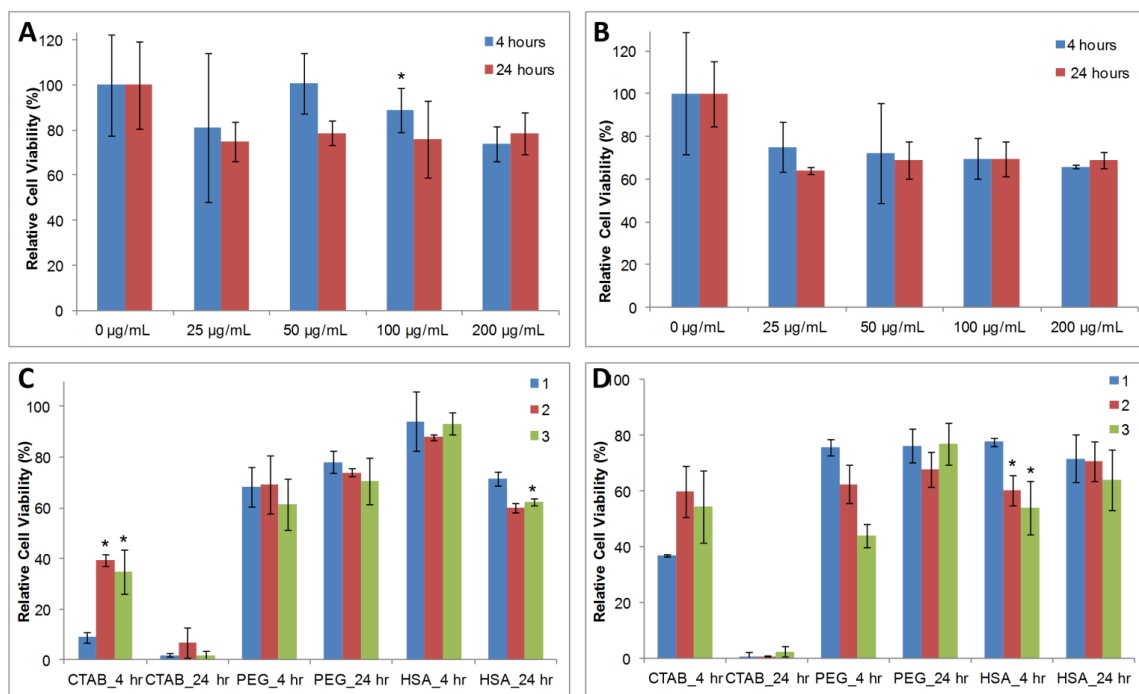 A
Relative Cell Viability (%)
120
100
80
60
40
20
0
*
4 hours
24 hours
0 µg/mL 25 µg/mL 50 µg/mL 100 µg/mL 200 µg/mL
B
Relative Cell Viability (%)
120
100
80
60
40
20
0
4 hours
24 hours
0 µg/mL 25 µg/mL 50 µg/mL 100 µg/mL 200 µg/mL
C
Relative Cell Viability (%)
100
80
60
40
20
0
* * *
1
2
3
CTAB_4 hr CTAB_24 hr PEG_4 hr PEG_24 hr HSA_4 hr HSA_24 hr
D
Relative Cell Viability (%)
100
80
60
40
20
0
* *
1
2
3
CTAB_4 hr CTAB_24 hr PEG_4 hr PEG_24 hr HSA_4 hr HSA_24 hr